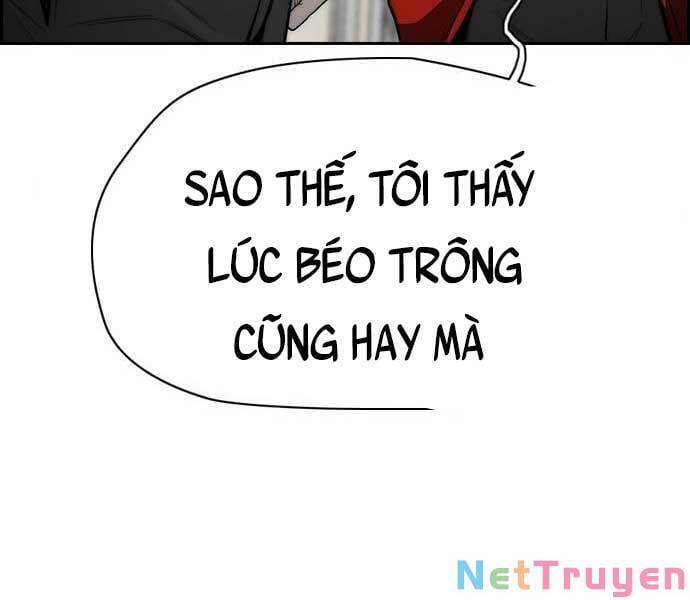 SAO THẾ, TÔI THẤY
LÚC BÉO TRÔNG
CŨNG HAY MÀ
NetTruyen